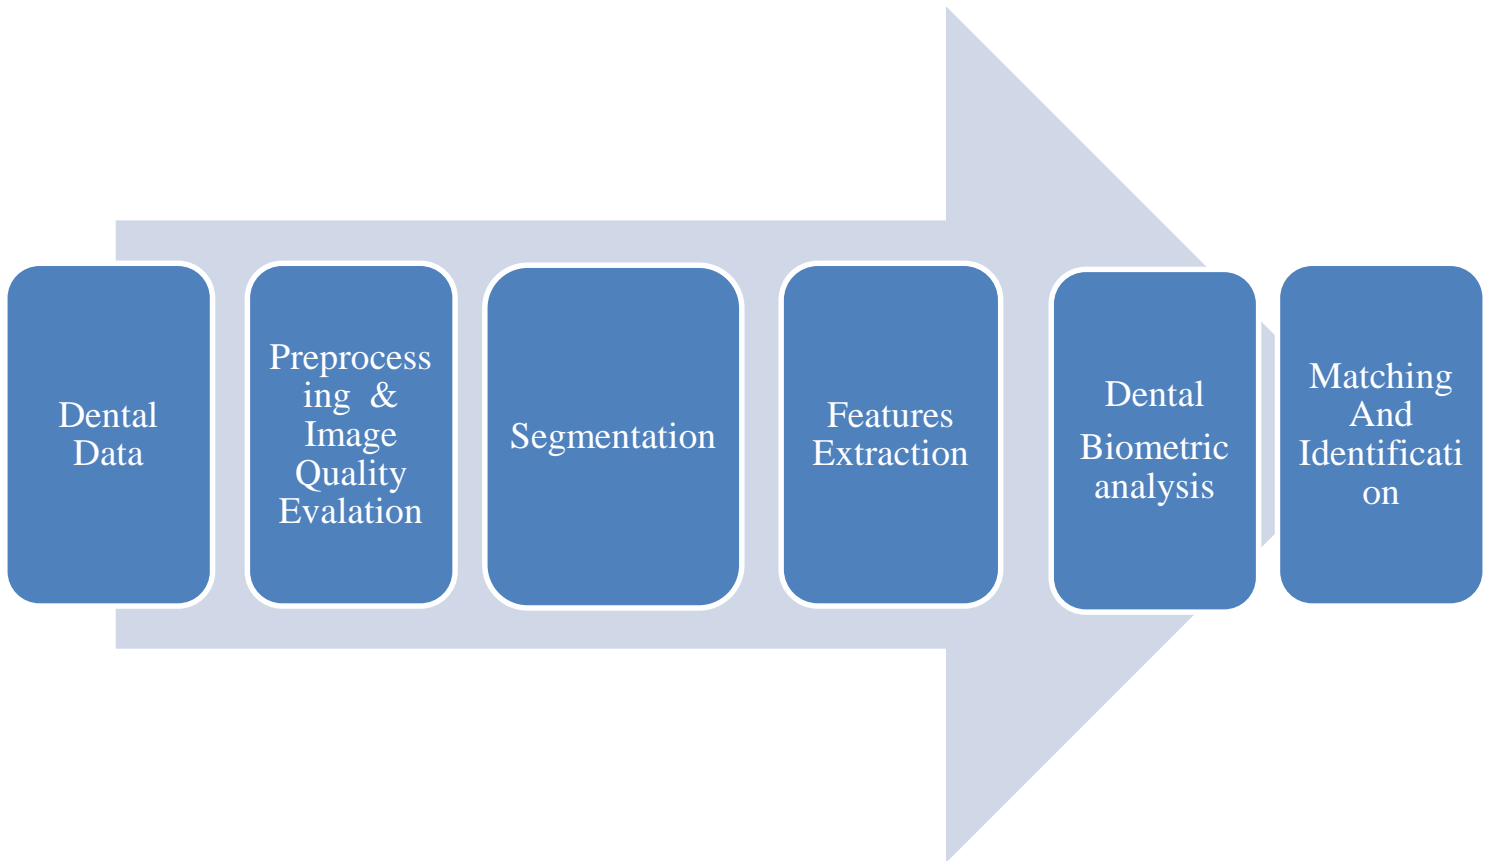 Dental
Data
Preprocess
ing  &
Image
Quality
Evalation
Segmentation
Features
Extraction
Dental
Biometric
analysis
Matching
And
Identificati
on